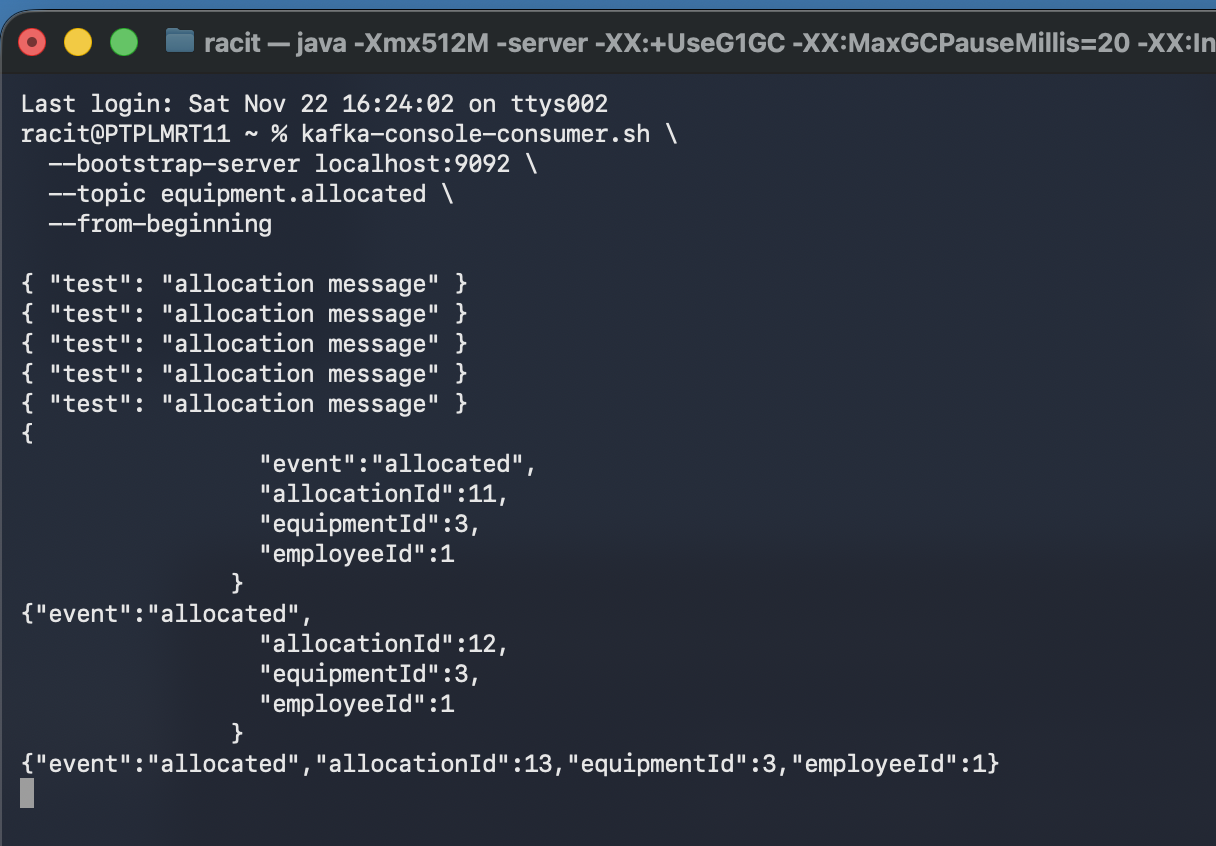 racit — java -Xmx512M -server -XX:+UseG1GC -XX:MaxGCPauseMillis=20 -XX:In
Last login: Sat Nov 22 16:24:02 on ttys002
racit@PTPLMRT11 ~ % kafka-console-consumer.sh \
  --bootstrap-server localhost:9092 \
  --topic equipment.allocated \
  --from-beginning

{ "test": "allocation message" }
{ "test": "allocation message" }
{ "test": "allocation message" }
{ "test": "allocation message" }
{ "test": "allocation message" }
{
                 "event":"allocated",
                 "allocationId":11,
                 "equipmentId":3,
                 "employeeId":1
               }
{"event":"allocated",
                 "allocationId":12,
                 "equipmentId":3,
                 "employeeId":1
               }
{"event":"allocated","allocationId":13,"equipmentId":3,"employeeId":1}